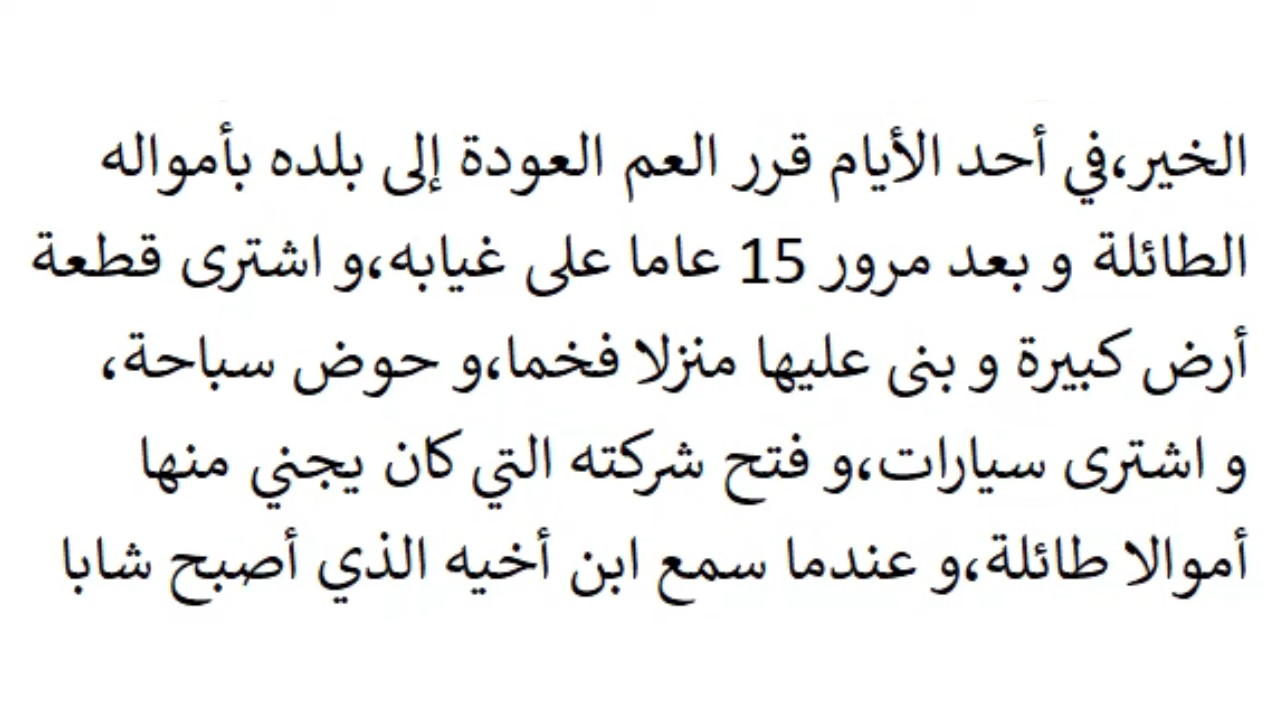 الخير،في أحد الأيام قرر العم العودة إلى بلده بأمواله
الطائلة و بعد مرور 15 عاما على غيابه،و اشترى قطعة
أرض كبيرة و بنى عليها منزلا فخما،و حوض سباحة،
و اشترى سيارات،و فتح شركته التي كان يجني منها
أموالا طائلة،و عندما سمع ابن أخيه الذي أصبح شابا